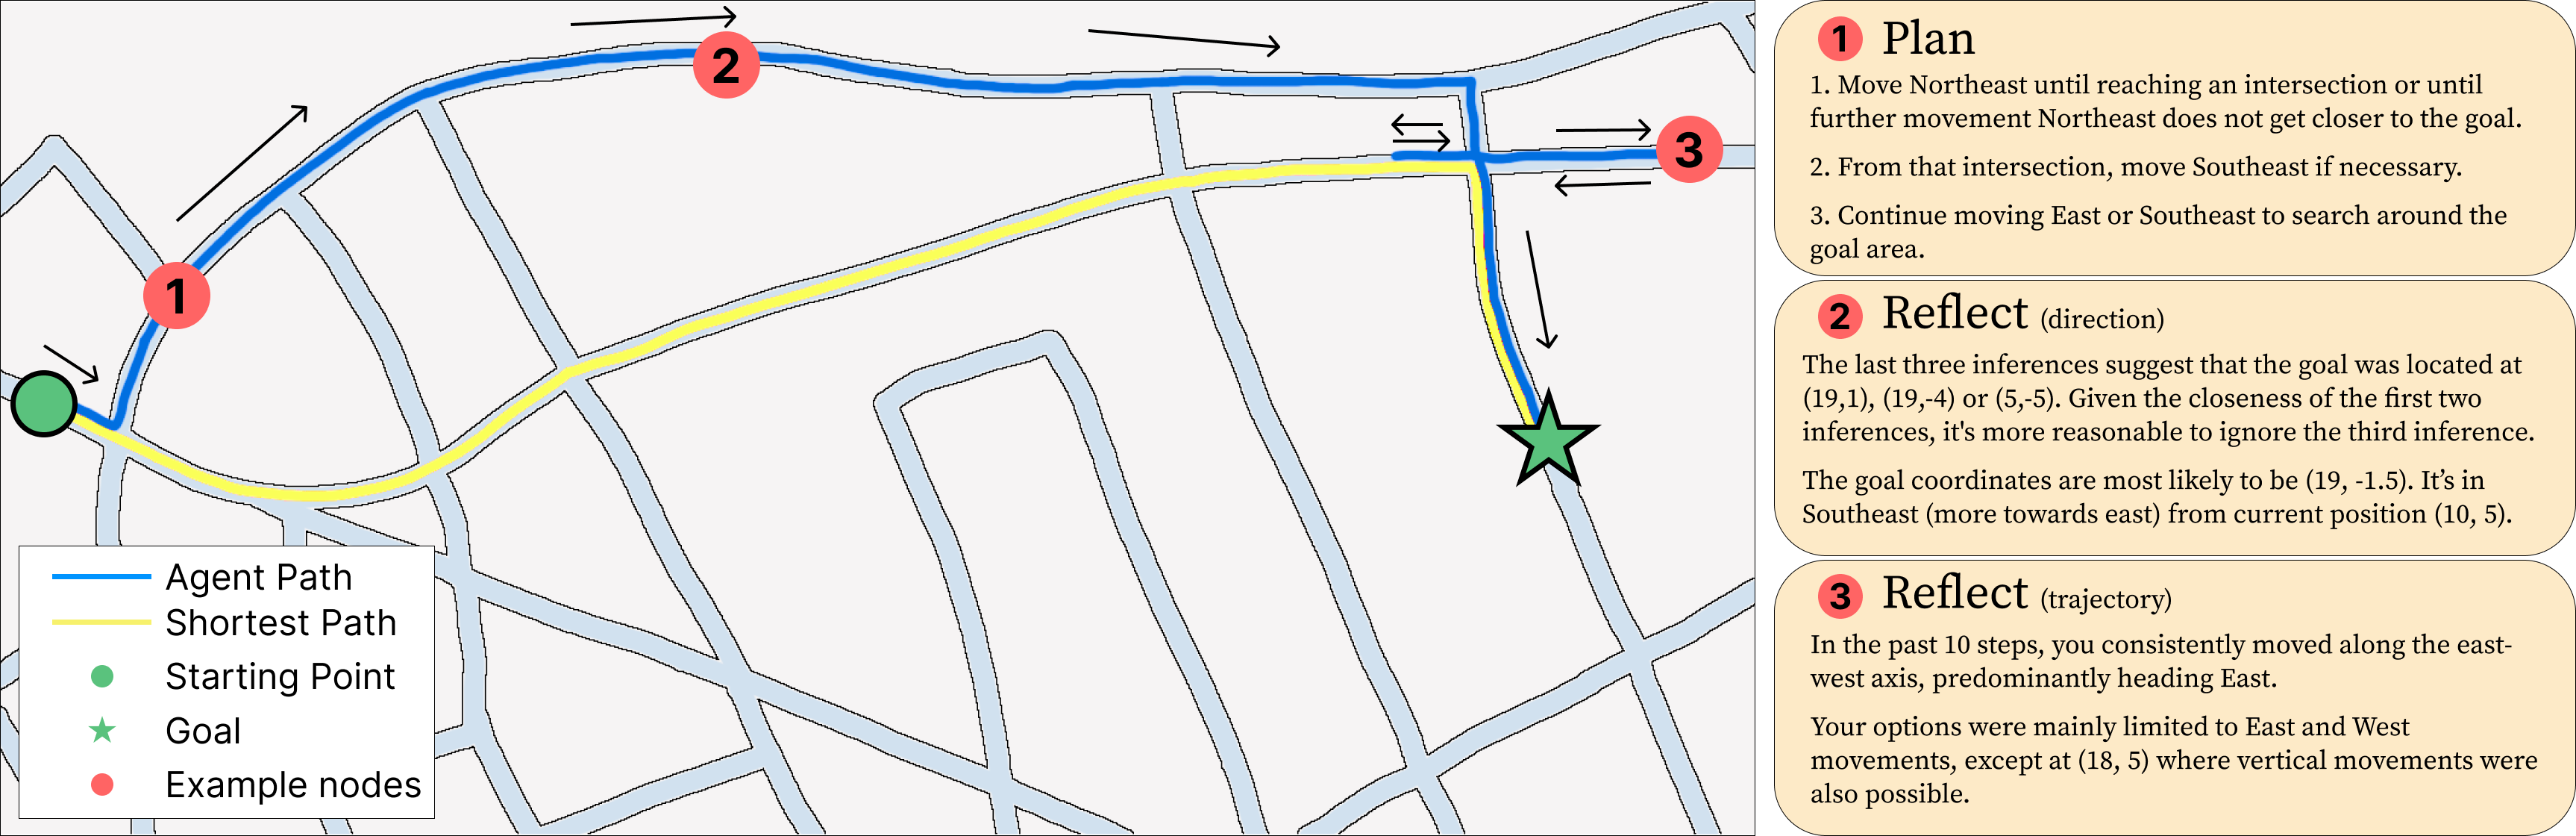 1
2
3
Agent Path
Shortest Path
Starting Point
Goal
Example nodes
1 Plan
1. Move Northeast until reaching an intersection or until
further movement Northeast does not get closer to the goal.
2. From that intersection, move Southeast if necessary.
3. Continue moving East or Southeast to search around the
goal area.
2 Reflect (direction)
The last three inferences suggest that the goal was located at
(19,1), (19,-4) or (5,-5). Given the closeness of the first two
inferences, it's more reasonable to ignore the third inference.
The goal coordinates are most likely to be (19, -1.5). It’s in
Southeast (more towards east) from current position (10, 5).
3 Reflect (trajectory)
In the past 10 steps, you consistently moved along the east-
west axis, predominantly heading East.
Your options were mainly limited to East and West
movements, except at (18, 5) where vertical movements were
also possible.